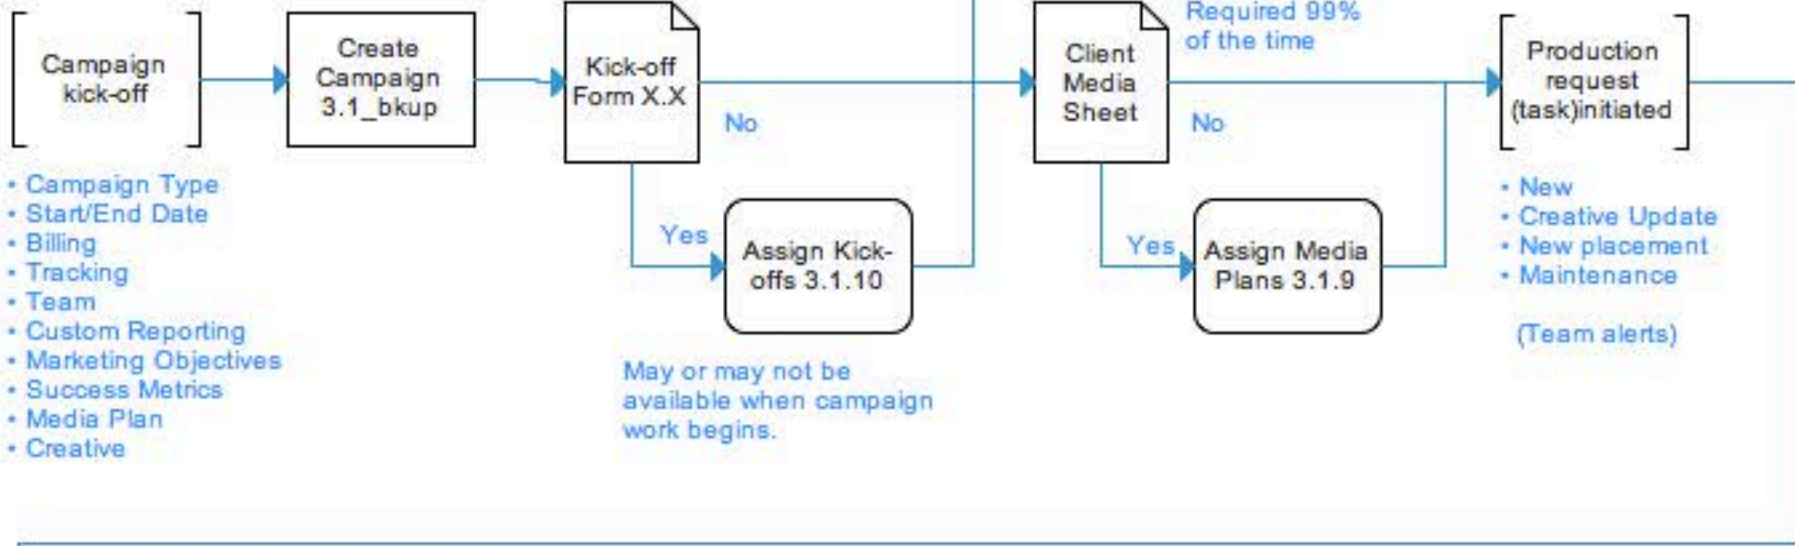 Campaign
kick-off
Create
Campaign
3.1_bkup
Kick-off
Form X.X
No
Yes
Assign Kick-
offs 3.1.10
Client
Media
Sheet
Required 99%
of the time
No
Yes
Assign Media
Plans 3.1.9
Production
request
(task)initiated
• Campaign Type
• Start/End Date
• Billing
• Tracking
• Team
• Custom Reporting
• Marketing Objectives
• Success Metrics
• Media Plan
• Creative
May or may not be
available when campaign
work begins.
• New
• Creative Update
• New placement
• Maintenance
(Team alerts)